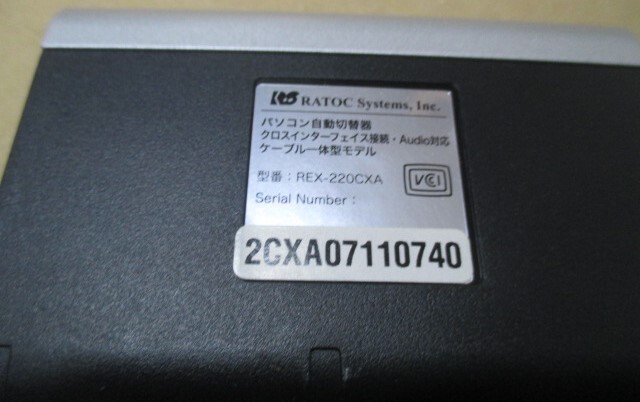 RATOC Systems, Inc.
パソコン自動切替器
クロスインターフェイス接続・Audio対応
ケーブル一体型モデル
型番：REX-220CXA
VCI
Serial Number :
2CXA07110740